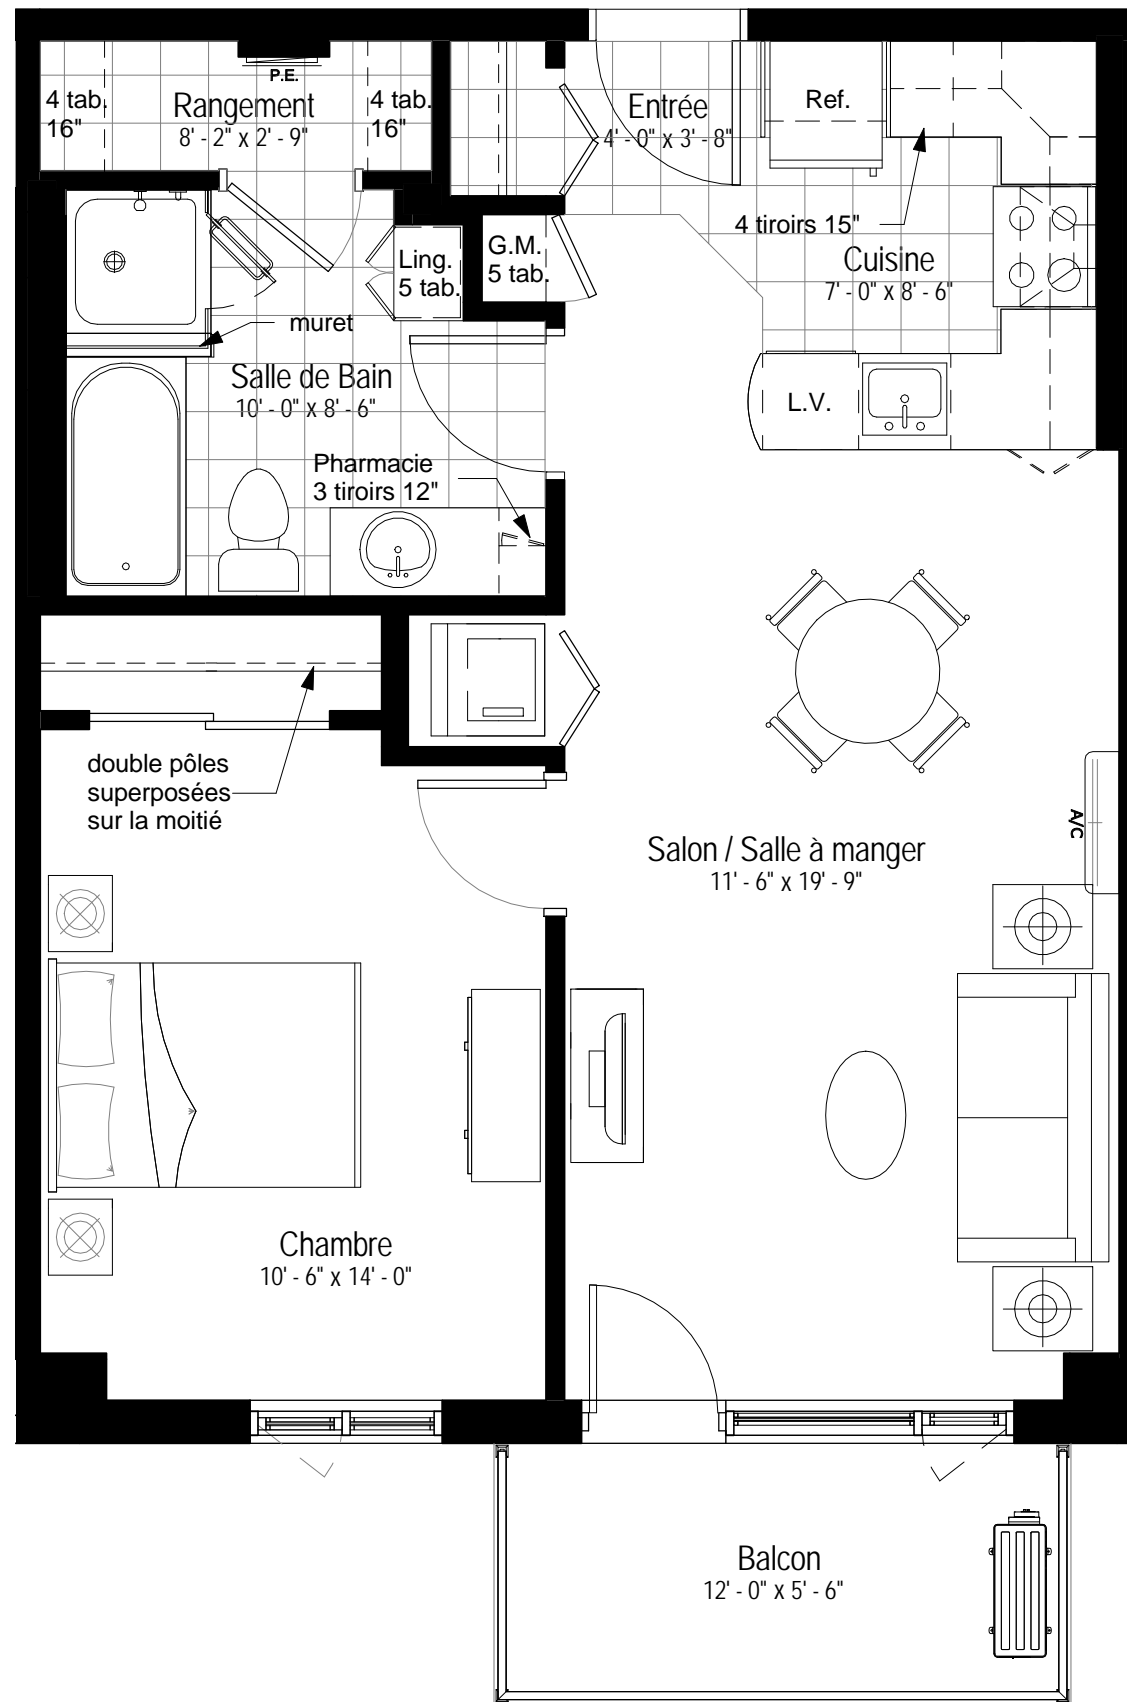 P.E.
4 tab.
16"
Rangement
8' - 2" x 2' - 9"
4 tab.
16"
Entrée
4' - 0" x 3' - 8"
Ref.
4 tiroirs 15"
Cuisine
7' - 0" x 8' - 6"
Ling.
5 tab.
G.M.
5 tab.
muret
Salle de Bain
10' - 0" x 8' - 6"
L.V.
Pharmacie
3 tiroirs 12"
double pôles
superposées
sur la moitié
A/C
Salon / Salle à manger
11' - 6" x 19' - 9"
Chambre
10' - 6" x 14' - 0"
Balcon
12' - 0" x 5' - 6"